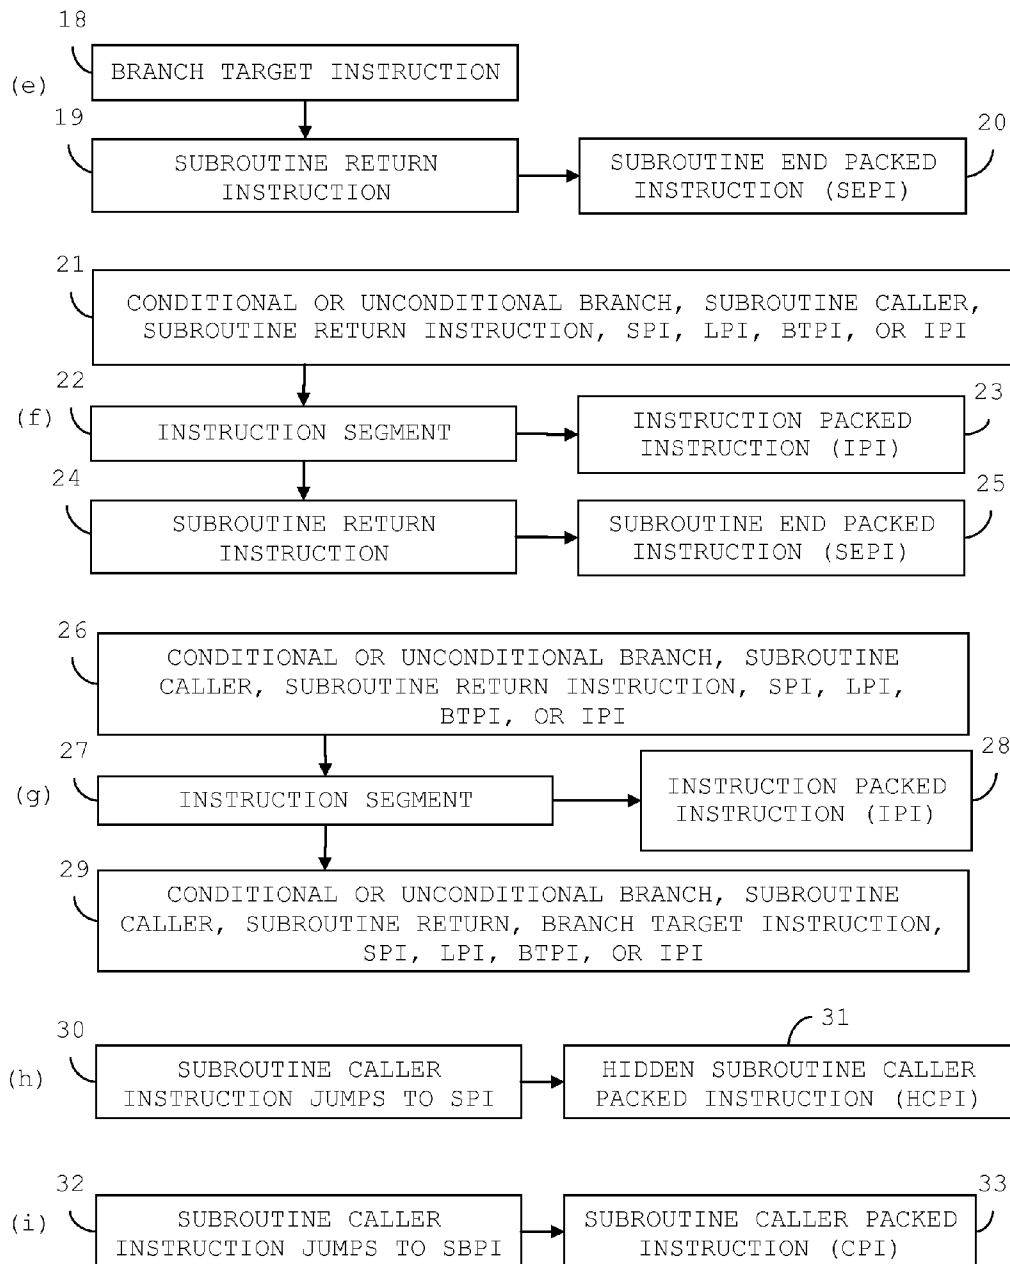 18
BRANCH TARGET INSTRUCTION
(e)
19
20
SUBROUTINE RETURN
INSTRUCTION
SUBROUTINE END PACKED
INSTRUCTION (SEPI)
21
CONDITIONAL OR UNCONDITIONAL BRANCH, SUBROUTINE CALLER,
SUBROUTINE RETURN INSTRUCTION, SPI, LPI, BTPI, OR IPI
22
23
(f)
INSTRUCTION SEGMENT
INSTRUCTION PACKED
INSTRUCTION (IPI)
24
25
SUBROUTINE RETURN
INSTRUCTION
SUBROUTINE END PACKED
INSTRUCTION (SEPI)
26
CONDITIONAL OR UNCONDITIONAL BRANCH, SUBROUTINE
CALLER, SUBROUTINE RETURN INSTRUCTION, SPI, LPI,
BTPI, OR IPI
27
28
(g)
INSTRUCTION SEGMENT
INSTRUCTION PACKED
INSTRUCTION (IPI)
29
CONDITIONAL OR UNCONDITIONAL BRANCH, SUBROUTINE
CALLER, SUBROUTINE RETURN, BRANCH TARGET INSTRUCTION,
SPI, LPI, BTPI, OR IPI
30
31
(h)
SUBROUTINE CALLER
INSTRUCTION JUMPS TO SPI
HIDDEN SUBROUTINE CALLER
PACKED INSTRUCTION (HCPI)
32
33
(i)
SUBROUTINE CALLER
INSTRUCTION JUMPS TO SBPI
SUBROUTINE CALLER PACKED
INSTRUCTION (CPI)